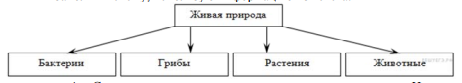 Живая природа
Бактерии
Грибы
Растения
Животные